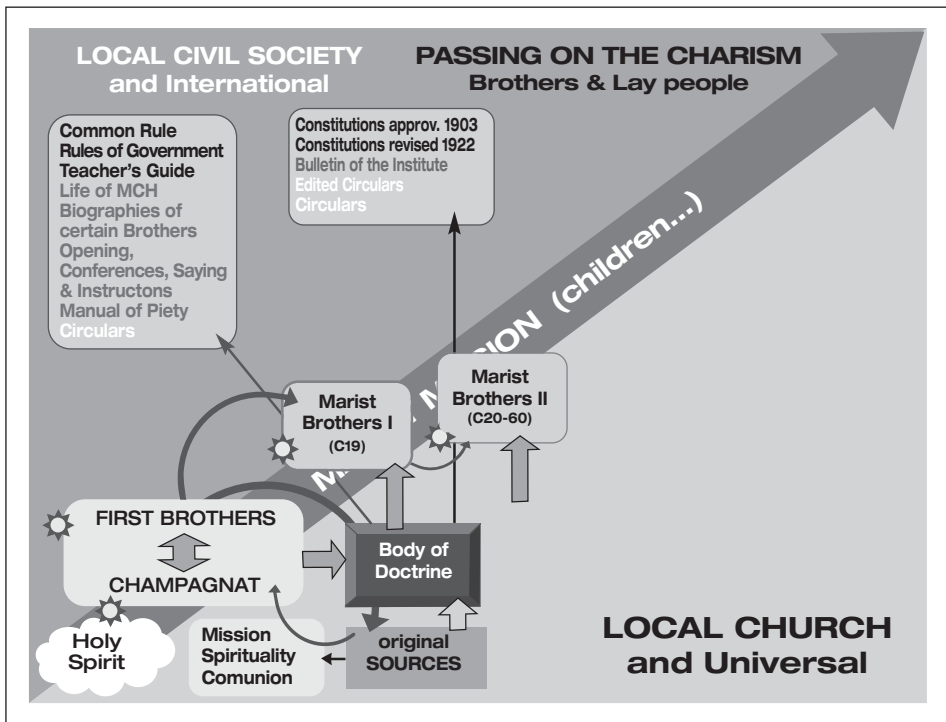 LOCAL CIVIL SOCIETY
and International
PASSING ON THE CHARISM
Brothers & Lay people
Common Rule
Rules of Government
Teacher's Guide
Life of MCH
Biographies of
certain Brothers
Opening,
Conferences, Saying
& Instructon
Manual of Piety
Circulars
Constitutions approv. 1903
Constitutions revised 1922
Bulletin of the Institute
Edited Circulars
Circulars
(children...)
Marist
Brothers I
(C19)
Marist
Brothers II
(C20-60)
FIRST BROTHERS
CHAMPAGNAT
Body of
Doctrine
Holy
Spirit
Mission
Spirituality
Comunion
original
SOURCES
LOCAL CHURCH
and Universal